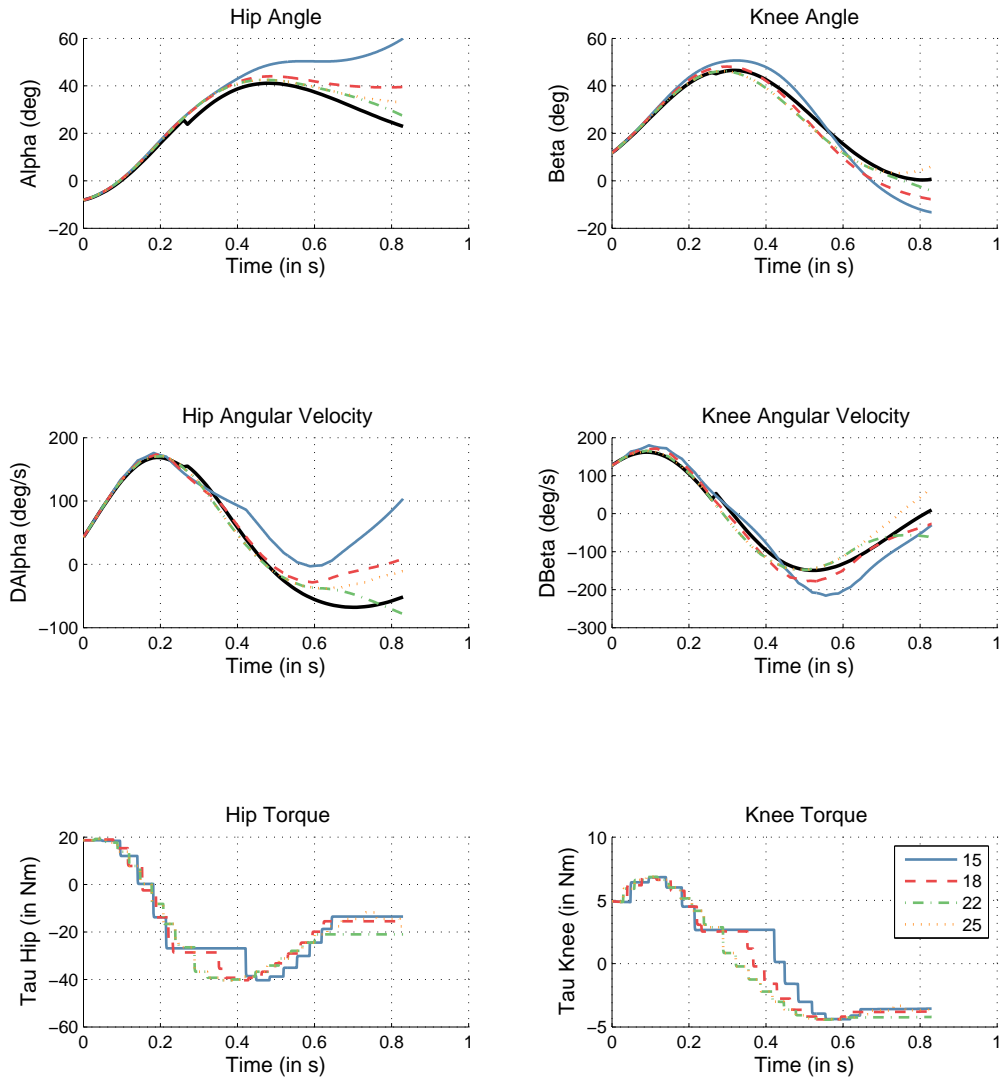 Hip Angle
60
40
20
0
−20
Alpha (deg)
0 0.2 0.4 0.6 0.8 1
Time (in s)
Knee Angle
60
40
20
0
−20
Beta (deg)
0 0.2 0.4 0.6 0.8 1
Time (in s)
Hip Angular Velocity
200
100
0
−100
DAlpha (deg/s)
0 0.2 0.4 0.6 0.8 1
Time (in s)
Knee Angular Velocity
200
100
0
−100
−200
−300
DBeta (deg/s)
0 0.2 0.4 0.6 0.8 1
Time (in s)
Hip Torque
20
0
−20
−40
−60
Tau Hip (in Nm)
0 0.2 0.4 0.6 0.8 1
Time (in s)
Knee Torque
10
5
0
−5
Tau Knee (in Nm)
0 0.2 0.4 0.6 0.8 1
Time (in s)
15
18
22
25